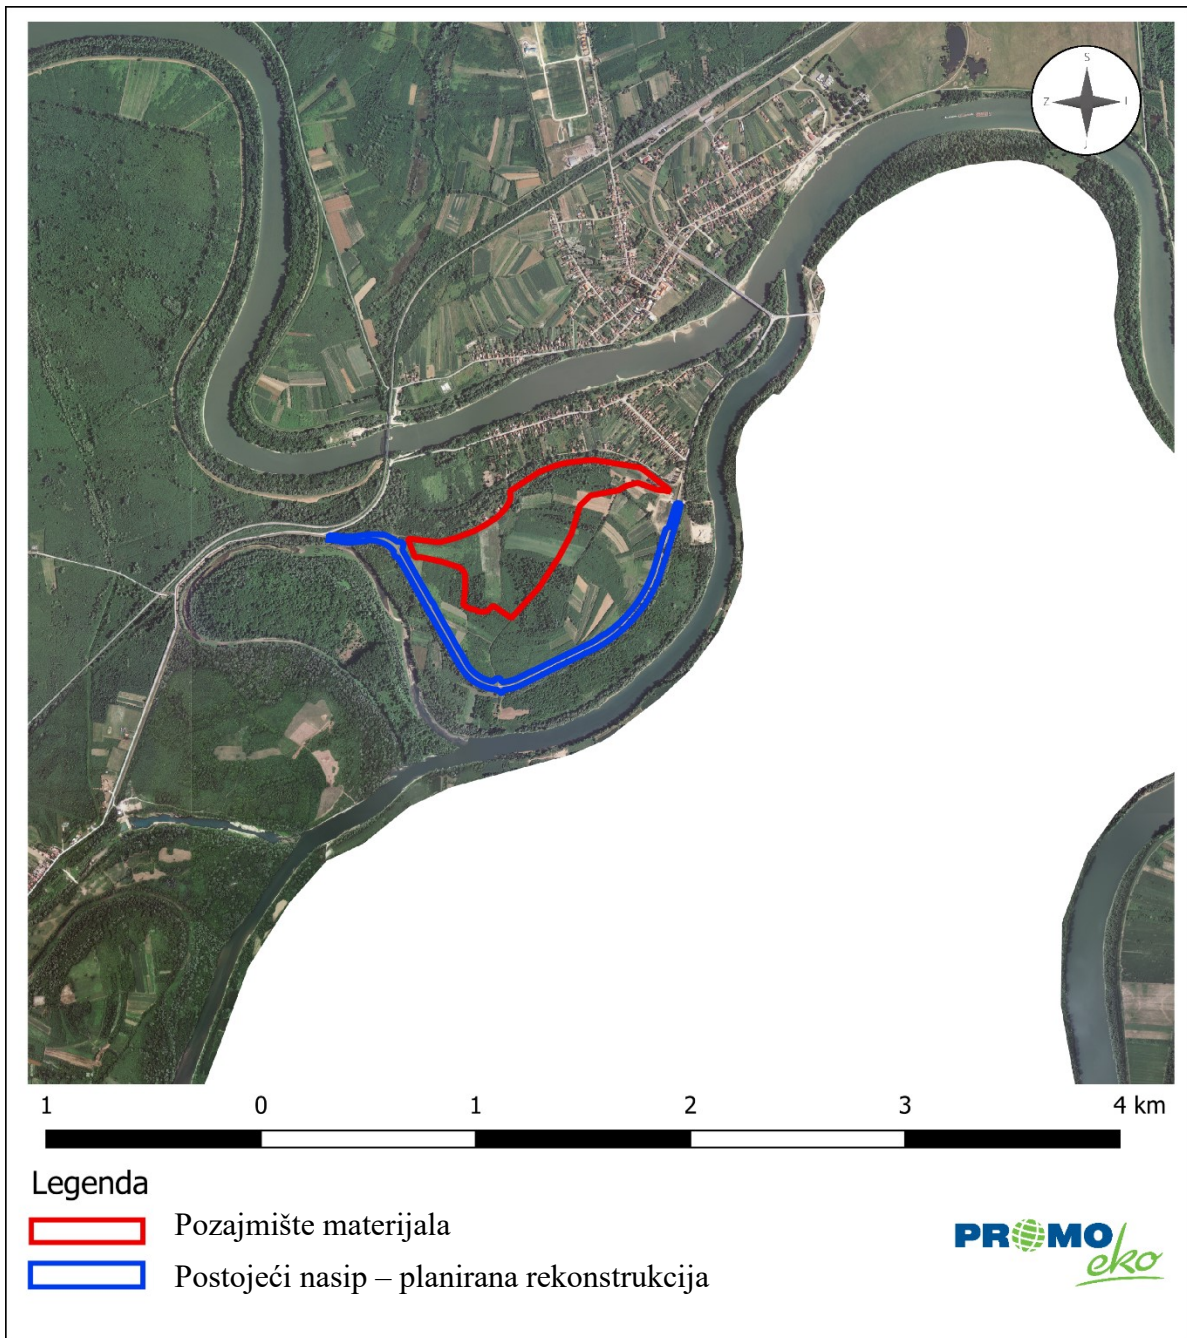 S
Z I
J
1 0 1 2 3 4 km
Legenda
Pozajmište materijala
Postojeći nasip – planirana rekonstrukcija
PROMO
eko